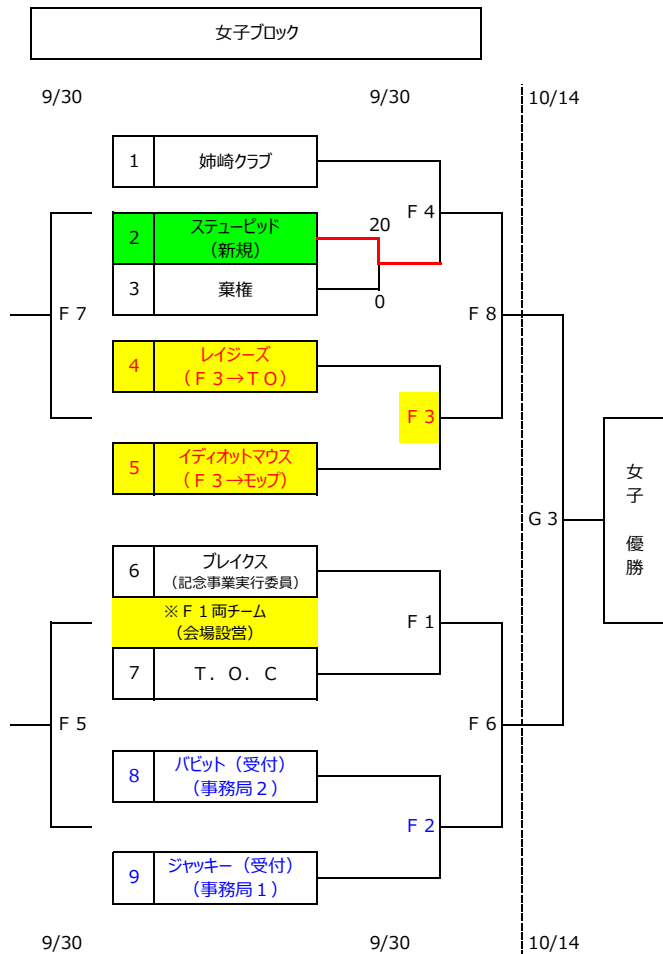 女子ブロック
9/30
9/30
10/14
1
姉崎クラブ
F 4
2
ステューピッド
（新規）
20
3
棄権
0
F 7
F 8
4
レイジーズ
（F 3→T O）
F 3
5
イディオットマウス
（F 3→モップ）
女子 優勝
G 3
6
ブレイクス
（記念事業実行委員）
※F 1 両チーム
（会場設営）
F 1
7
T．O．C
F 5
F 6
8
バビット（受付）
（事務局２）
F 2
9
ジャッキー（受付）
（事務局１）
9/30
9/30
10/14